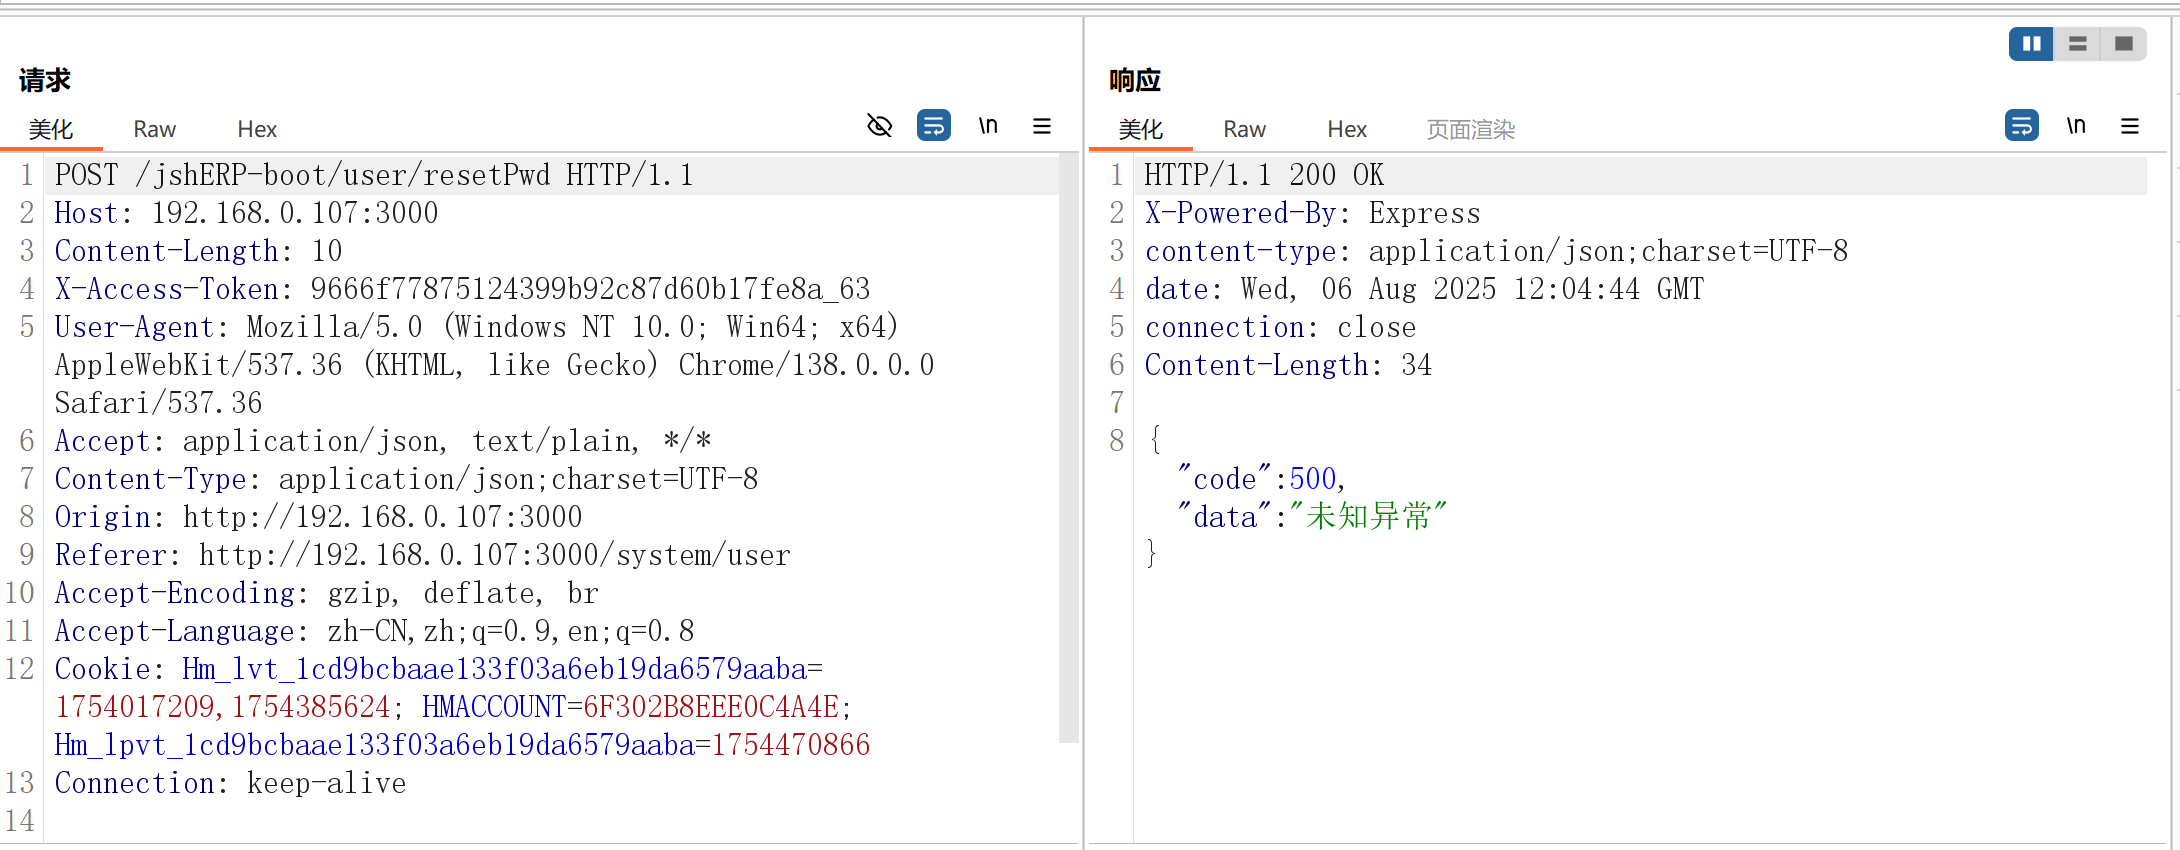 请求
美化 Raw Hex \n
1 POST /jshERP-boot/user/resetPwd HTTP/1.1
2 Host: 192.168.0.107:3000
3 Content-Length: 10
4 X-Access-Token: 9666f77875124399b92c87d60b17fe8a_63
5 User-Agent: Mozilla/5.0 (Windows NT 10.0; Win64; x64)
AppleWebKit/537.36 (KHTML, like Gecko) Chrome/138.0.0.0
Safari/537.36
6 Accept: application/json, text/plain, */*
7 Content-Type: application/json;charset=UTF-8
8 Origin: http://192.168.0.107:3000
9 Referer: http://192.168.0.107:3000/system/user
10 Accept-Encoding: gzip, deflate, br
11 Accept-Language: zh-CN,zh;q=0.9,en;q=0.8
12 Cookie: Hm_lvt_1cd9bcbaae133f03a6eb19da6579aaba=
1754017209,1754385624; HMACCOUNT=6F302B8EEE0C4A4E;
Hm_lpvt_1cd9bcbaae133f03a6eb19da6579aaba=1754470866
13 Connection: keep-alive
14
响应
美化 Raw Hex 页面渲染 \n
1 HTTP/1.1 200 OK
2 X-Powered-By: Express
3 content-type: application/json;charset=UTF-8
4 date: Wed, 06 Aug 2025 12:04:44 GMT
5 connection: close
6 Content-Length: 34
7
8 {
"code":500,
"data":"未知异常"
}